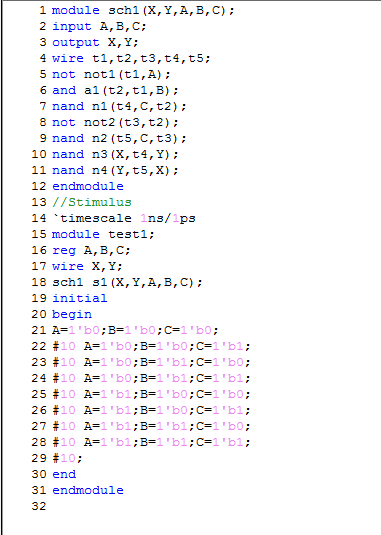 1 module sch1(X,Y,A,B,C);
2 input A,B,C;
3 output X,Y;
4 wire t1,t2,t3,t4,t5;
5 not not1(t1,A);
6 and a1(t2,t1,B);
7 nand n1(t4,C,t2);
8 not not2(t3,t2);
9 nand n2(t5,C,t3);
10 nand n3(X,t4,Y);
11 nand n4(Y,t5,X);
12 endmodule
13 //Stimulus
14 `timescale 1ns/1ps
15 module test1;
16 reg A,B,C;
17 wire X,Y;
18 sch1 s1(X,Y,A,B,C);
19 initial
20 begin
21 A=1'b0;B=1'b0;C=1'b0;
22 #10 A=1'b0;B=1'b0;C=1'b1;
23 #10 A=1'b0;B=1'b1;C=1'b0;
24 #10 A=1'b0;B=1'b1;C=1'b1;
25 #10 A=1'b1;B=1'b0;C=1'b0;
26 #10 A=1'b1;B=1'b0;C=1'b1;
27 #10 A=1'b1;B=1'b1;C=1'b0;
28 #10 A=1'b1;B=1'b1;C=1'b1;
29 #10;
30 end
31 endmodule
32